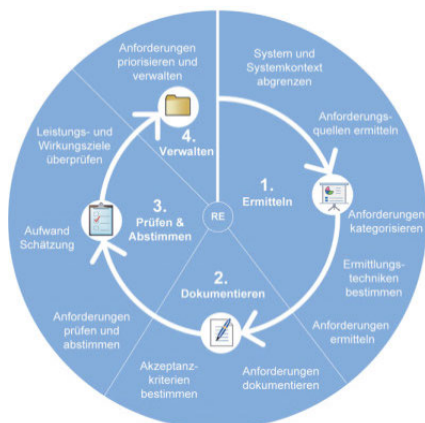 Anforderungen
priorisieren und
verwalten
System und
Systemkontext
abgrenzen
Anforderungs-
quellen ermitteln
1.
Ermitteln
Anforderungen
kategorisieren
Ermittlungs-
techniken
bestimmen
Anforderungen
ermitteln
2.
Dokumentieren
Anforderungen
dokumentieren
Akzeptanz-
kriterien
bestimmen
3.
Prüfen &
Abstimmen
Anforderungen
prüfen und
abstimmen
Aufwand
Schätzung
Leistungs- und
Wirkungsziele
überprüfen
4.
Verwalten
RE